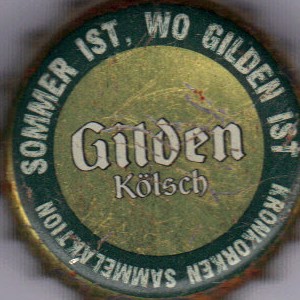 SOMMER IST, WO GILDEN IST
Gilden
Kölsch
KRONKORKEN SAMMELAKTION